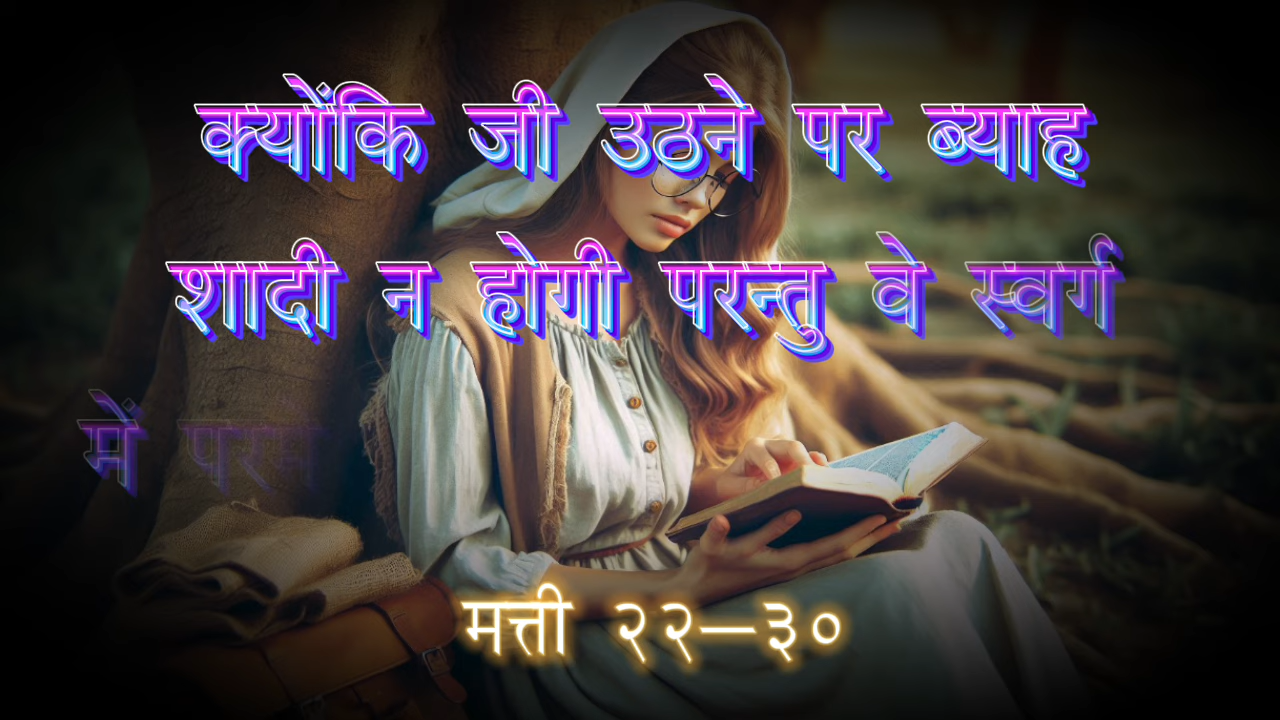 क्योंकि जी उठने पर ब्याह
शादी न होगी परन्तु वे स्वर्ग
में
मत्ती २२—३०